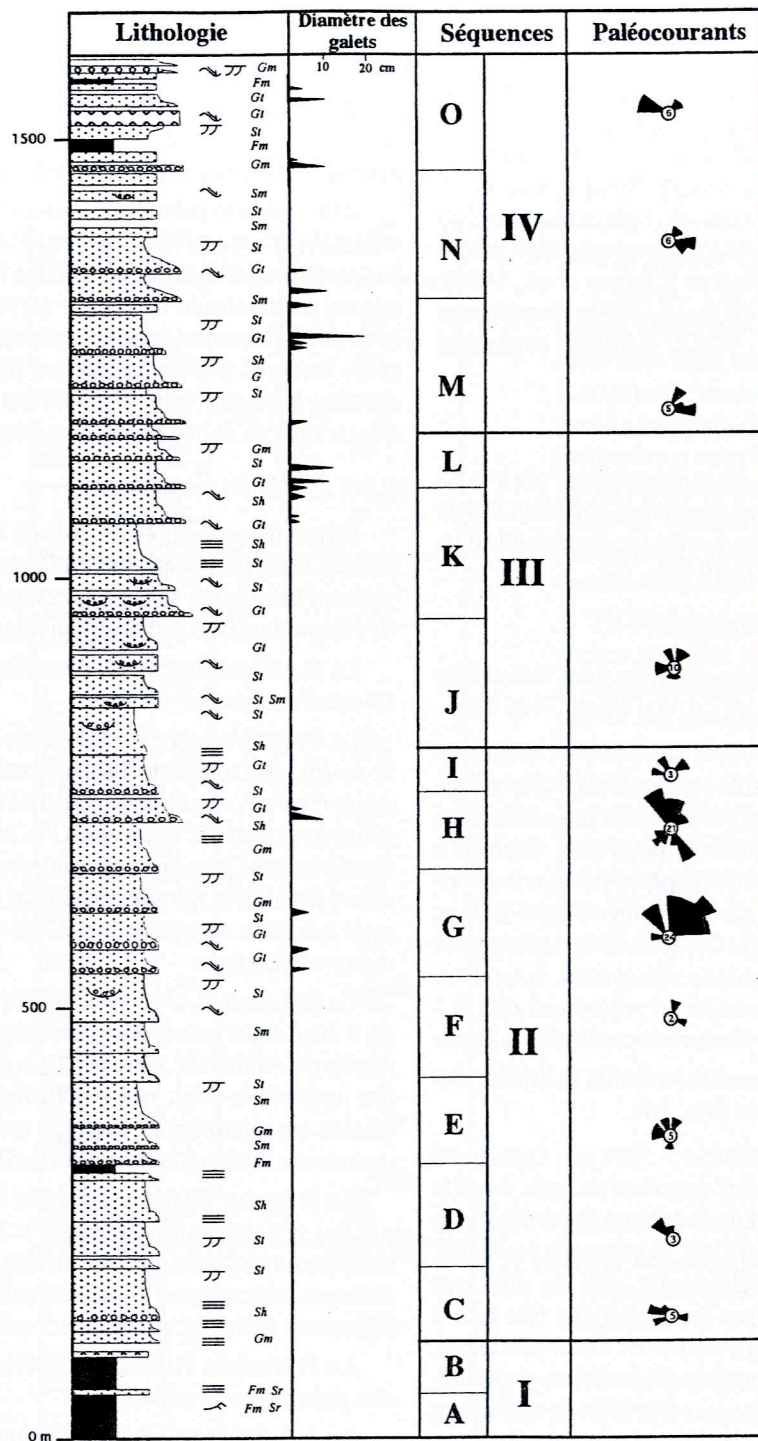 Lithologie
Diamètre des
galets
10 20 cm
Séquences
Paléocourants
Gm
Fm
Gt
Gt
1500
St
Fm
Gm
O
6
Sm
St
Sm
St
Gt
N
IV
6
Sm
St
Gt
Sh
G
St
M
5
Gm
St
Gt
Sh
L
Gt
Sh
1000
St
St
Gt
K
III
Gt
St
St Sm
St
J
10
Sh
Gt
St
I
3
Gt
Sh
Gm
H
21
St
Gm
St
Gt
Gt
G
24
St
500
Sm
F
II
2
St
Sm
Gm
Sm
Fm
E
5
Sh
St
D
3
St
Sh
Gm
C
5
B
I
Fm Sr
Fm Sr
A
0 m